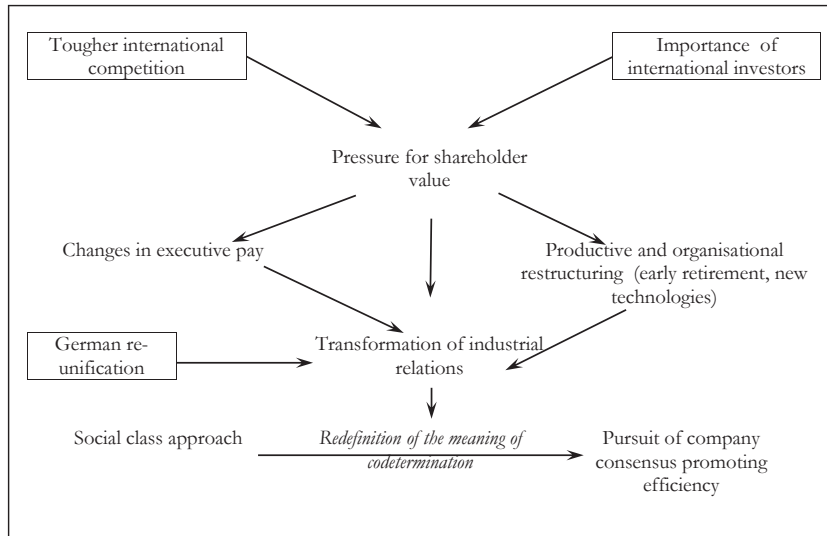 Tougher international
competition
Importance of
international investors
Pressure for shareholder
value
Changes in executive pay
Productive and organisational
restructuring (early retirement, new
technologies)
German re-
unification
Transformation of industrial
relations
Social class approach
Redefinition of the meaning of
codetermination
Pursuit of company
consensus promoting
efficiency